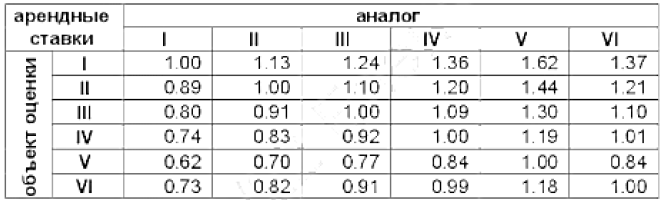 арендные ставки аналог
I II III IV V VI
объект оценки
I 1.00 1.13 1.24 1.36 1.62 1.37
II 0.89 1.00 1.10 1.20 1.44 1.21
III 0.80 0.91 1.00 1.09 1.30 1.10
IV 0.74 0.83 0.92 1.00 1.19 1.01
V 0.62 0.70 0.77 0.84 1.00 0.84
VI 0.73 0.82 0.91 0.99 1.18 1.00